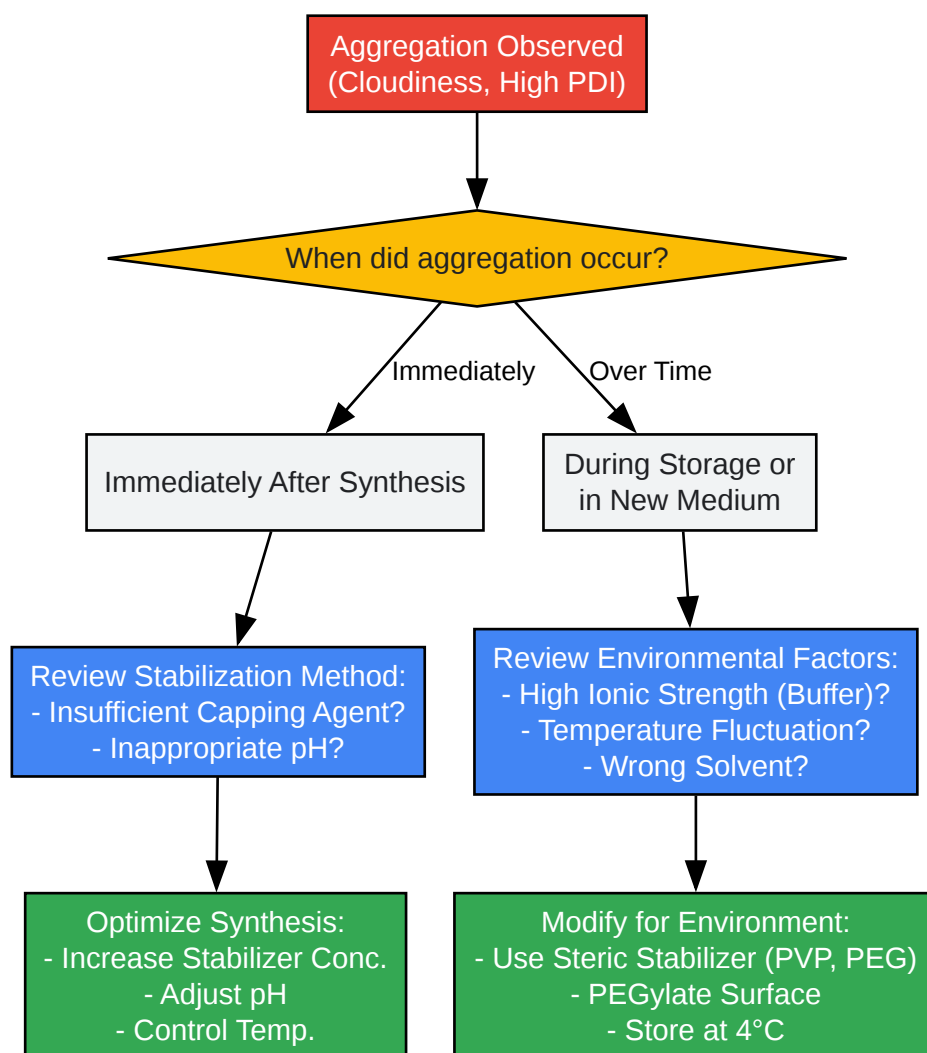 Aggregation Observed
(Cloudiness, High PDI)
When did aggregation occur?
Immediately
Over Time
Immediately After Synthesis
During Storage or
in New Medium
Review Stabilization Method:
- Insufficient Capping Agent?
- Inappropriate pH?
Review Environmental Factors:
- High Ionic Strength (Buffer)?
- Temperature Fluctuation?
- Wrong Solvent?
Optimize Synthesis:
- Increase Stabilizer Conc.
- Adjust pH
- Control Temp.
Modify for Environment:
- Use Steric Stabilizer (PVP, PEG)
- PEGylate Surface
- Store at 4°C